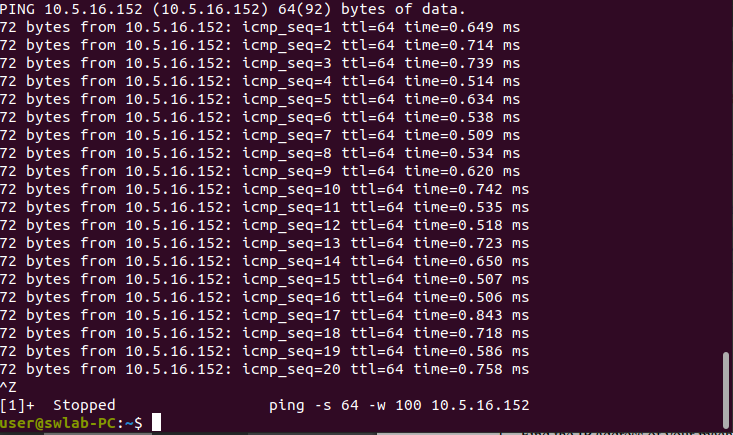 PING 10.5.16.152 (10.5.16.152) 64(92) bytes of data.
72 bytes from 10.5.16.152: icmp_seq=1 ttl=64 time=0.649 ms
72 bytes from 10.5.16.152: icmp_seq=2 ttl=64 time=0.714 ms
72 bytes from 10.5.16.152: icmp_seq=3 ttl=64 time=0.739 ms
72 bytes from 10.5.16.152: icmp_seq=4 ttl=64 time=0.514 ms
72 bytes from 10.5.16.152: icmp_seq=5 ttl=64 time=0.634 ms
72 bytes from 10.5.16.152: icmp_seq=6 ttl=64 time=0.538 ms
72 bytes from 10.5.16.152: icmp_seq=7 ttl=64 time=0.509 ms
72 bytes from 10.5.16.152: icmp_seq=8 ttl=64 time=0.534 ms
72 bytes from 10.5.16.152: icmp_seq=9 ttl=64 time=0.620 ms
72 bytes from 10.5.16.152: icmp_seq=10 ttl=64 time=0.742 ms
72 bytes from 10.5.16.152: icmp_seq=11 ttl=64 time=0.535 ms
72 bytes from 10.5.16.152: icmp_seq=12 ttl=64 time=0.518 ms
72 bytes from 10.5.16.152: icmp_seq=13 ttl=64 time=0.723 ms
72 bytes from 10.5.16.152: icmp_seq=14 ttl=64 time=0.650 ms
72 bytes from 10.5.16.152: icmp_seq=15 ttl=64 time=0.507 ms
72 bytes from 10.5.16.152: icmp_seq=16 ttl=64 time=0.506 ms
72 bytes from 10.5.16.152: icmp_seq=17 ttl=64 time=0.843 ms
72 bytes from 10.5.16.152: icmp_seq=18 ttl=64 time=0.718 ms
72 bytes from 10.5.16.152: icmp_seq=19 ttl=64 time=0.586 ms
72 bytes from 10.5.16.152: icmp_seq=20 ttl=64 time=0.758 ms
^Z
[1]+  Stopped                 ping -s 64 -w 100 10.5.16.152
user@swlab-PC:~$